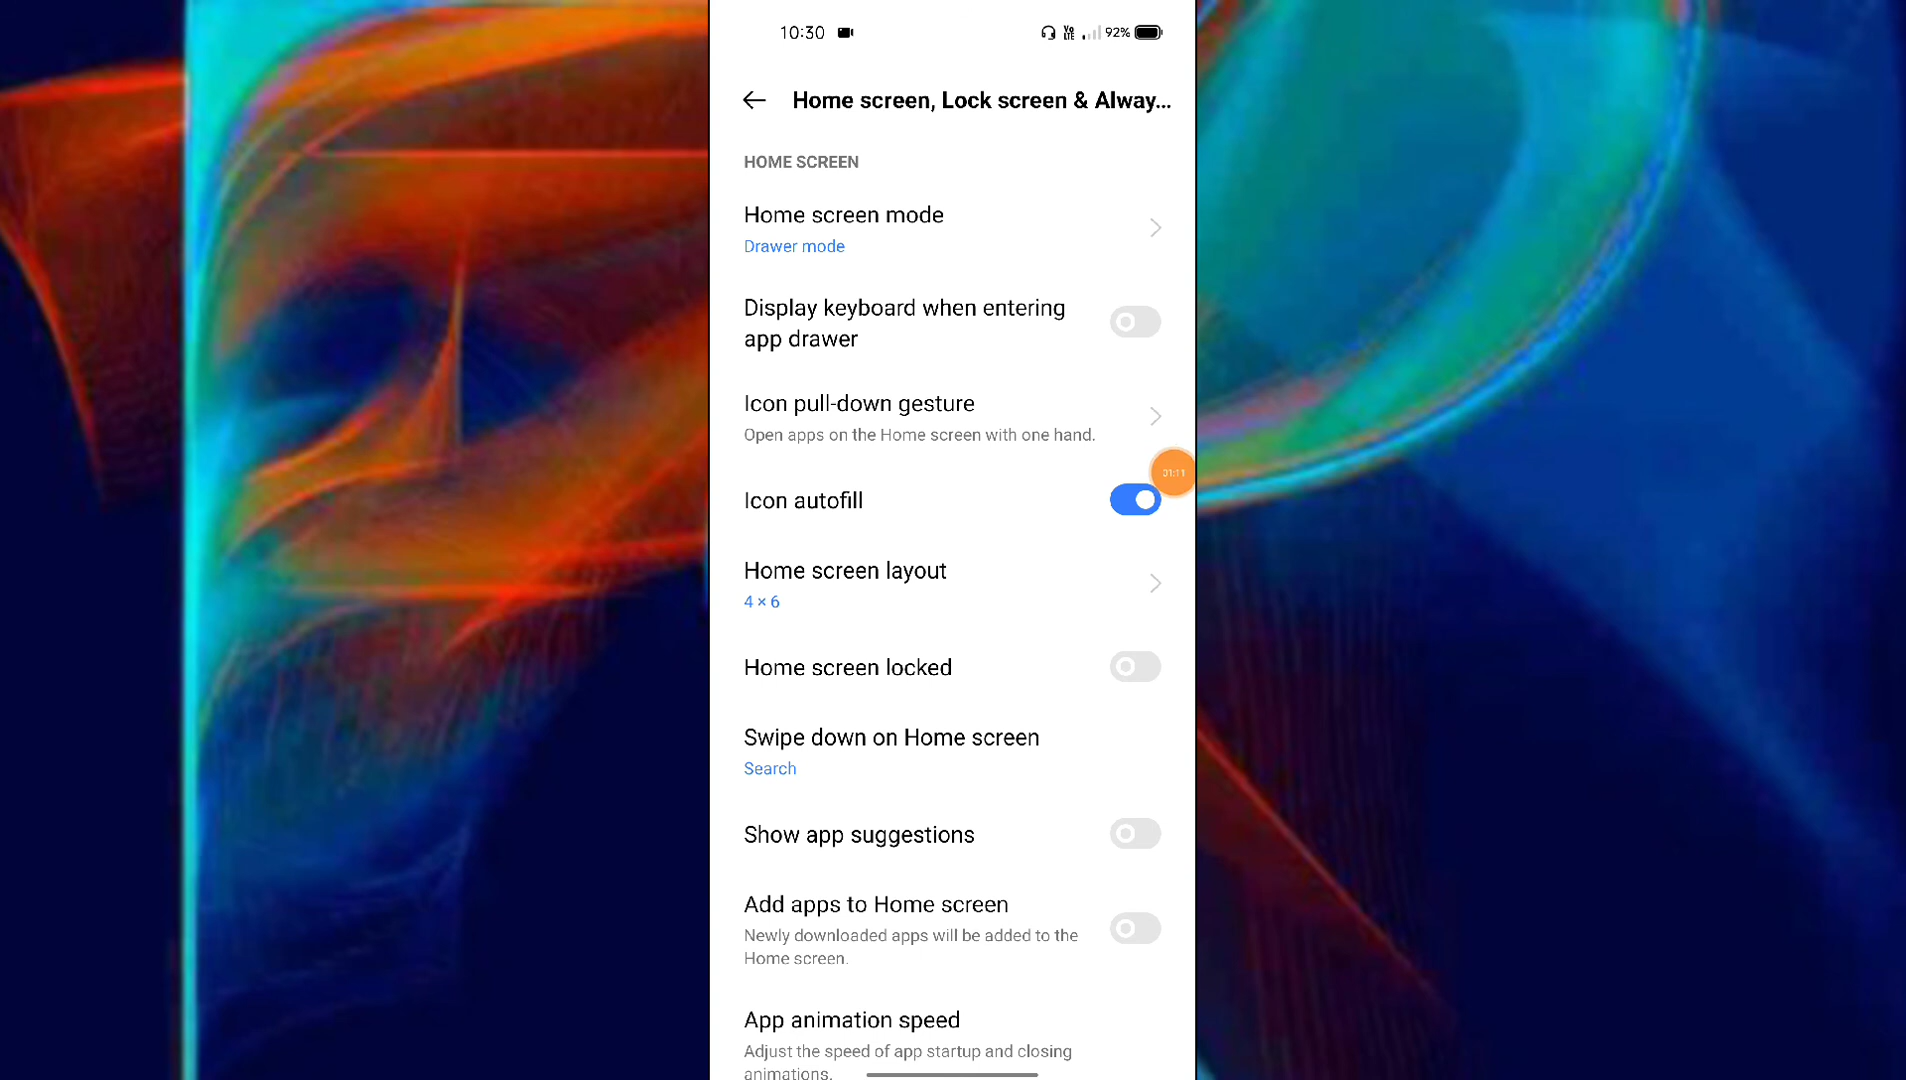 10:30 Vo LTE 92%
Home screen, Lock screen & Alway...
HOME SCREEN
Home screen mode
Drawer mode
Display keyboard when entering
app drawer
Icon pull-down gesture
Open apps on the Home screen with one hand.
01:11
Icon autofill
Home screen layout
4 × 6
Home screen locked
Swipe down on Home screen
Search
Show app suggestions
Add apps to Home screen
Newly downloaded apps will be added to the
Home screen.
App animation speed
Adjust the speed of app startup and closing
animations.